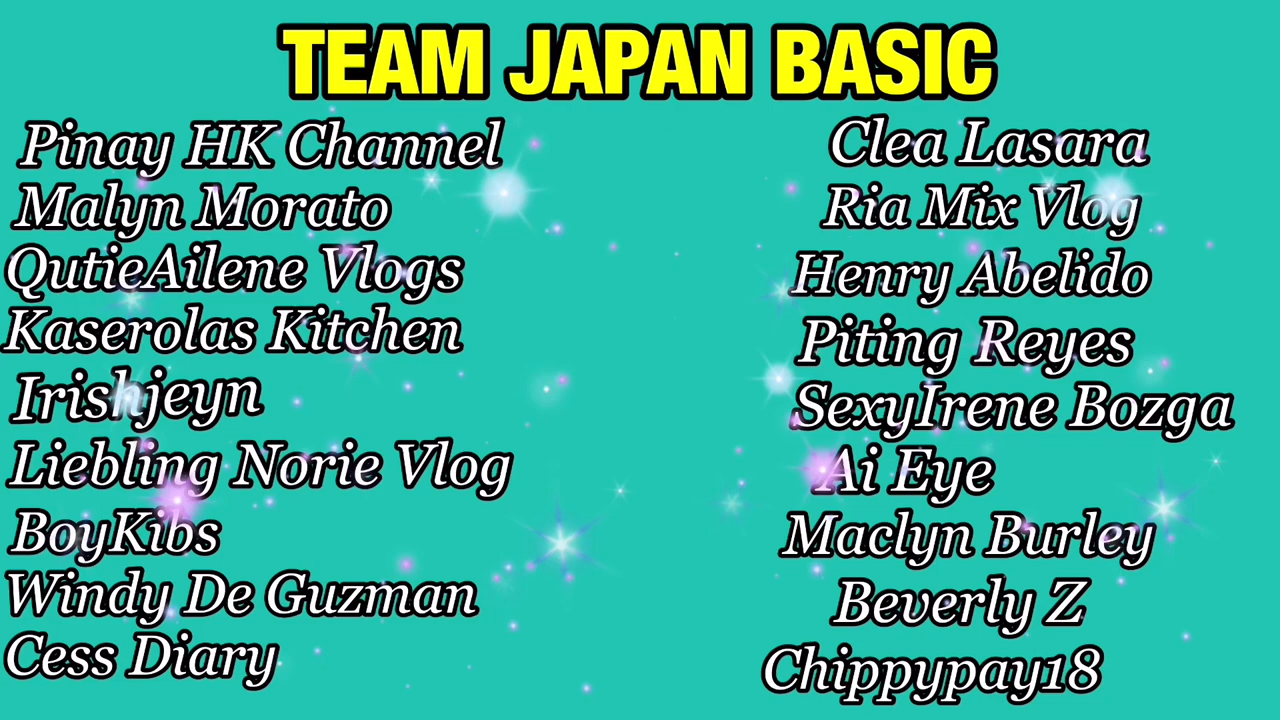 TEAM JAPAN BASIC
Pinay HK Channel
Malyn Morato
QutieAilene Vlogs
Kaserolas Kitchen
Irishjeyn
Liebling Norie Vlog
BoyKibs
Windy De Guzman
Cess Diary
Clea Lasara
Ria Mix Vlog
Henry Abelido
Piting Reyes
SexyIrene Bozga
Ai Eye
Maclyn Burley
Beverly Z
Chippypay18